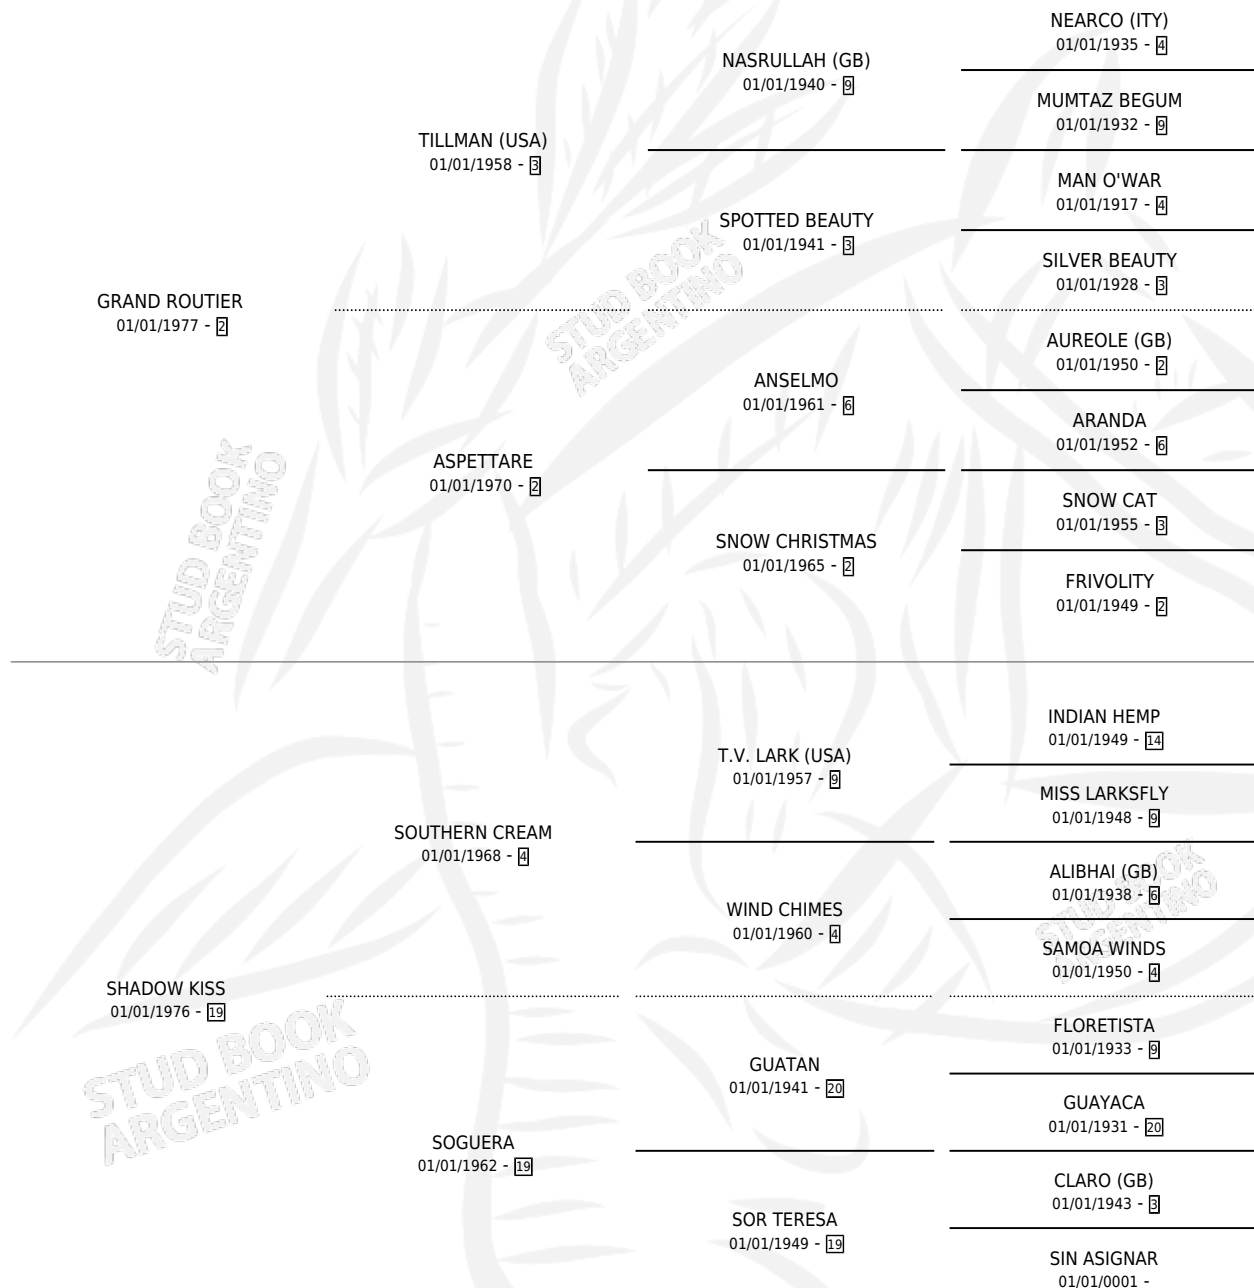 NEARCO (ITY)
01/01/1935 - 4
NASRULLAH (GB)
01/01/1940 - 9
MUMTAZ BEGUM
01/01/1932 - 9
TILLMAN (USA)
01/01/1958 - 3
MAN O'WAR
01/01/1917 - 4
SPOTTED BEAUTY
01/01/1941 - 3
SILVER BEAUTY
01/01/1928 - 3
GRAND ROUTIER
01/01/1977 - 2
AUREOLE (GB)
01/01/1950 - 2
ANSELMO
01/01/1961 - 6
ARANDA
01/01/1952 - 6
ASPETTARE
01/01/1970 - 2
SNOW CAT
01/01/1955 - 3
SNOW CHRISTMAS
01/01/1965 - 2
FRIVOLITY
01/01/1949 - 2
INDIAN HEMP
01/01/1949 - 14
T.V. LARK (USA)
01/01/1957 - 9
MISS LARKSFLY
01/01/1948 - 9
SOUTHERN CREAM
01/01/1968 - 4
ALIBHAI (GB)
01/01/1938 - 6
WIND CHIMES
01/01/1960 - 4
SAMOA WINDS
01/01/1950 - 4
SHADOW KISS
01/01/1976 - 19
FLORETISTA
01/01/1933 - 9
GUATAN
01/01/1941 - 20
GUAYACA
01/01/1931 - 20
SOGUERA
01/01/1962 - 19
CLARO (GB)
01/01/1943 - 3
SOR TERESA
01/01/1949 - 19
SIN ASIGNAR
01/01/0001 -
STUD BOOK
ARGENTINO
STUD BOOK
ARGENTINO
STUD BOOK
ARGENTINO
STUD BOOK
ARGENTINO